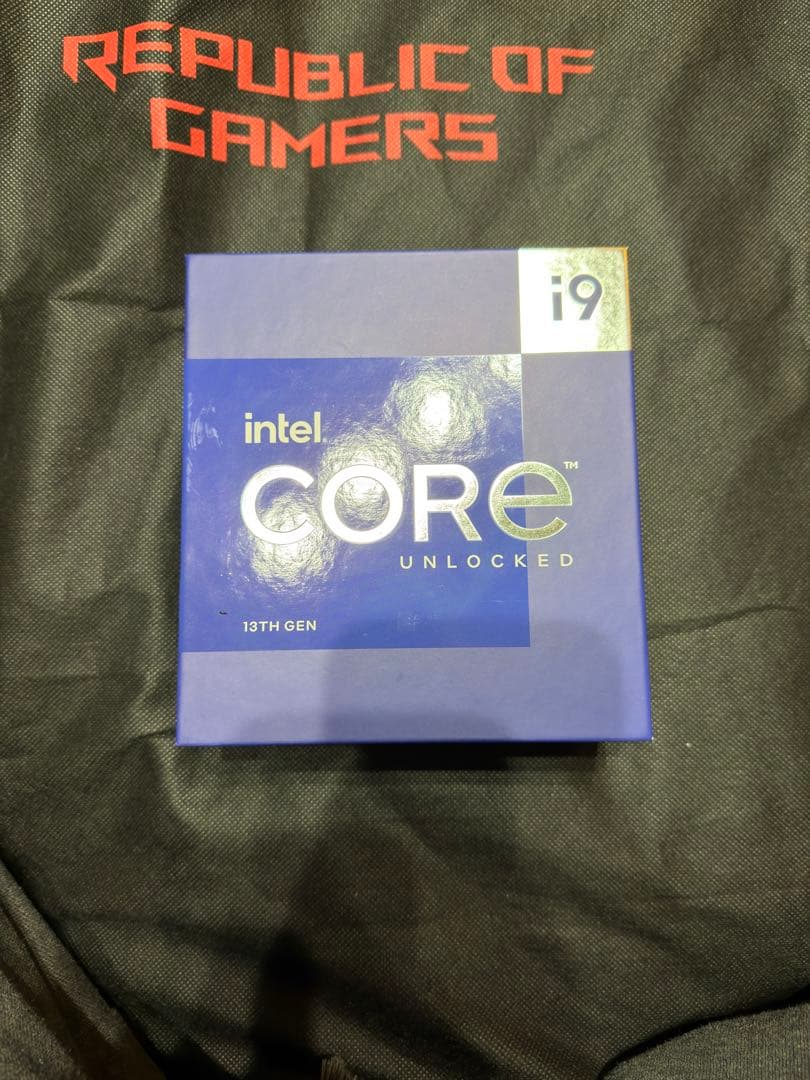 REPUBLIC OF
GAMERS
i9
intel.
CORe™
UNLOCKED
13TH GEN